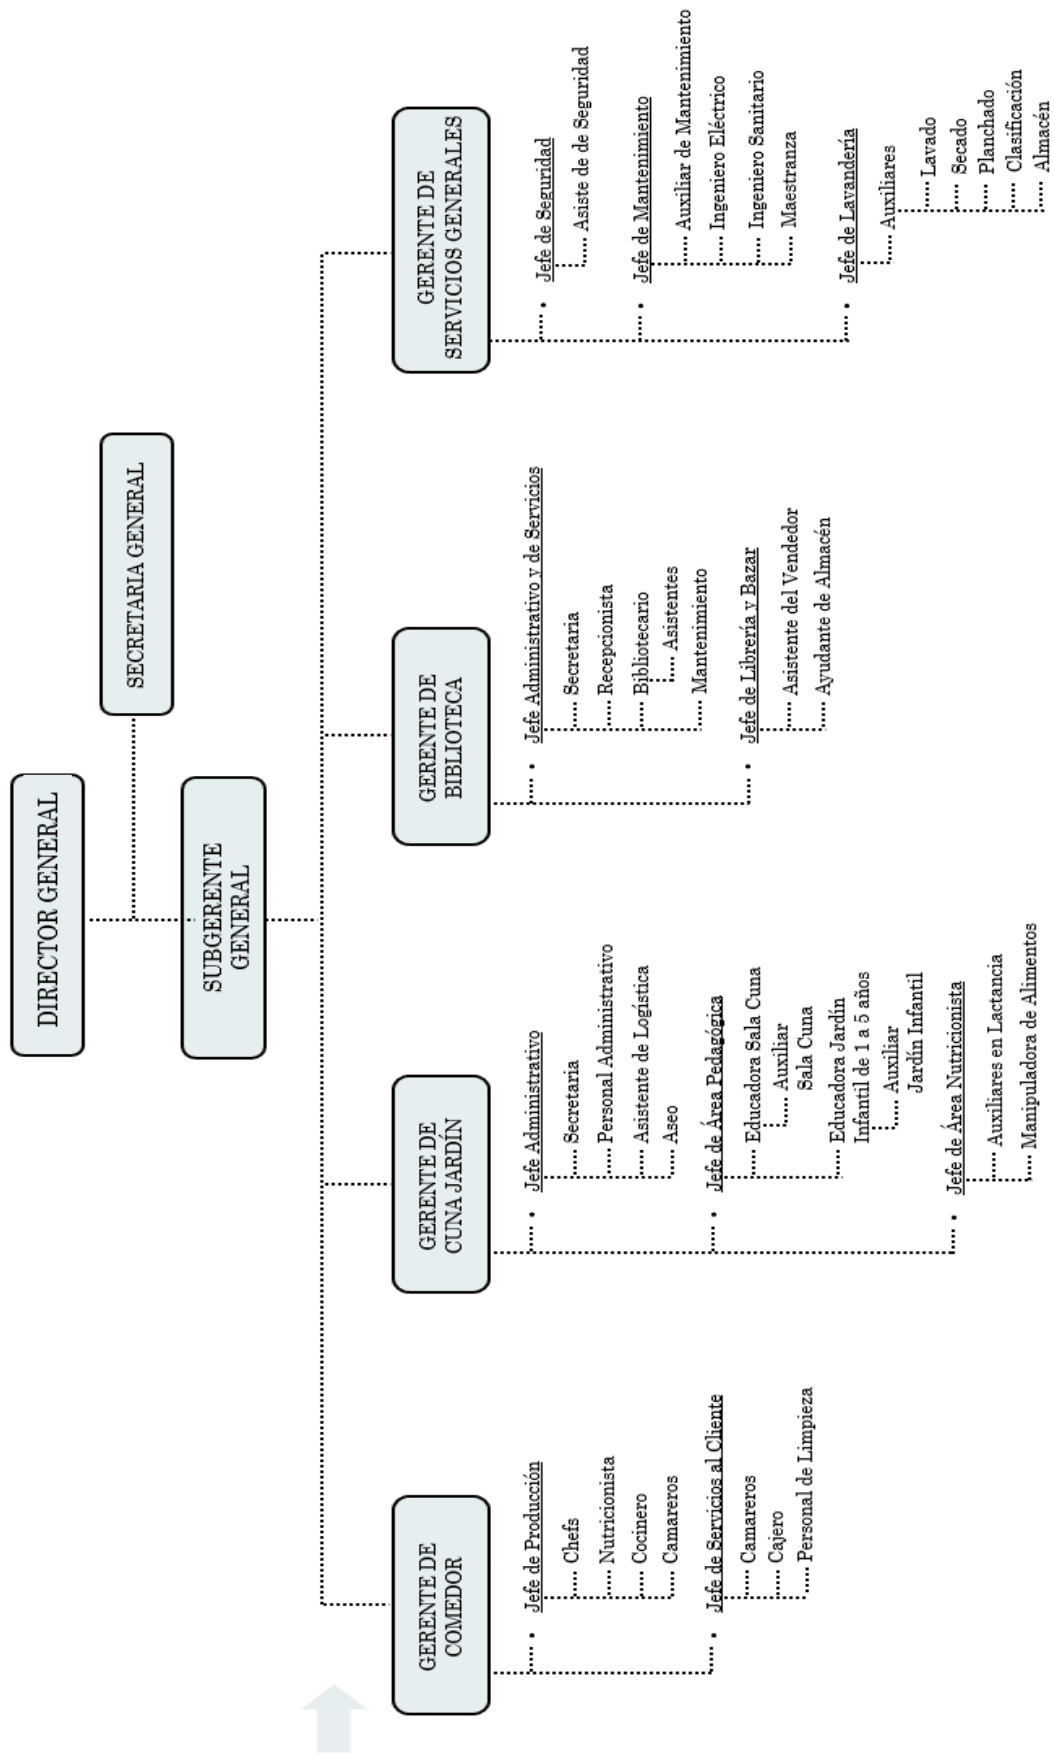 DIRECTOR GENERAL
SECRETARIA GENERAL
SUBGERENTE
GENERAL
GERENTE DE
COMEDOR
Jefe de Producción
Chefs
Nutricionista
Cocinero
Camareros
Jefe de Servicios al Cliente
Camareros
Cajero
Personal de Limpieza
GERENTE DE
CUNA JARDÍN
Jefe Administrativo
Secretaria
Personal Administrativo
Asistente de Logística
Aseo
Jefe de Área Pedagógica
Educadora Sala Cuna
Auxiliar
Sala Cuna
Educadora Jardín
Infantil de 1 a 5 años
Auxiliar
Jardín Infantil
Jefe de Área Nutricionista
Auxiliares en Lactancia
Manipuladora de Alimentos
GERENTE DE
BIBLIOTECA
Jefe Administrativo y de Servicios
Secretaria
Recepcionista
Bibliotecario
Asistentes
Mantenimiento
Jefe de Librería y Bazar
Asistente del Vendedor
Ayudante de Almacén
GERENTE DE
SERVICIOS GENERALES
Jefe de Seguridad
Asiste de de Seguridad
Jefe de Mantenimiento
Auxiliar de Mantenimiento
Ingeniero Eléctrico
Ingeniero Sanitario
Maestranza
Jefe de Lavandería
Auxiliares
Lavado
Secado
Planchado
Clasificación
Almacén